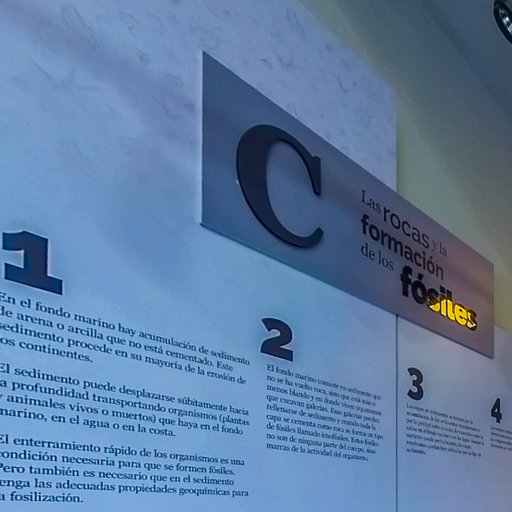 C
Las rocas y la
formación
de los fósiles
1
En el fondo marino hay acumulación de sedimento
de arena o arcilla que no está cementado. Este
sedimento procede en su mayoría de la erosión de
os continentes.
El sedimento puede desplazarse súbitamente hacia
a profundidad transportando organismos (plantas
y animales vivos o muertos) que haya en el fondo
marino, en el agua o en la costa.
El enterramiento rápido de los organismos es una
condición necesaria para que se formen fósiles.
Pero también es necesario que en el sedimento
enga las adecuadas propiedades geoquímicas para
a fosilización.
2
El fondo marino consiste en sedimento que
no se ha vuelto roca, sino que está más o
menos blando y en donde viven organismos
que excavan galerías. Esas galerías pueden
rellenarse de sedimento y cuando toda la
capa se cementa como roca se forma un tipo
de fósiles llamado icnofósiles. Estos fósiles
no son de ninguna parte del cuerpo, sino
marcas de la actividad del organismo.
3
4